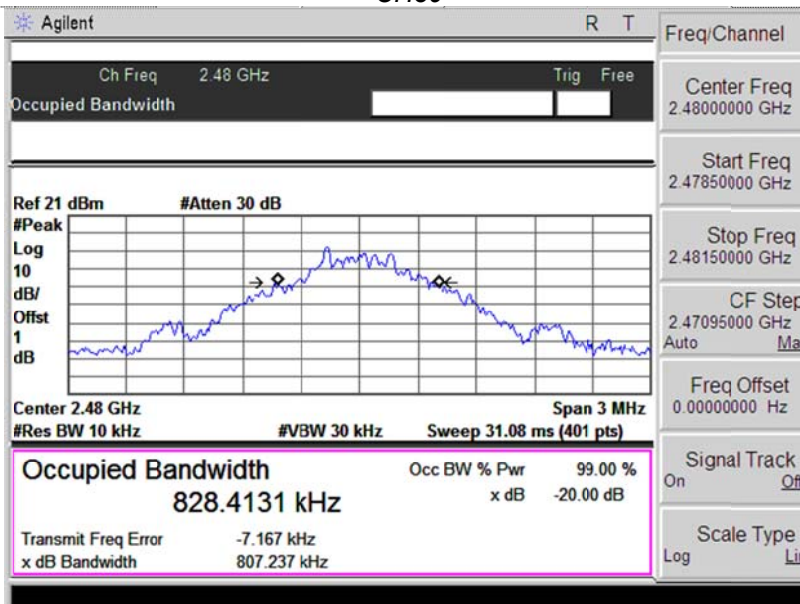 Agilent R T
Ch Freq 2.48 GHz Trig Free
Occupied Bandwidth
Ref 21 dBm #Atten 30 dB
#Peak
Log
10
dB/
Offst
1
dB
Center 2.48 GHz Span 3 MHz
#Res BW 10 kHz #VBW 30 kHz Sweep 31.08 ms (401 pts)
Occupied Bandwidth Occ BW % Pwr 99.00 %
828.4131 kHz x dB -20.00 dB
Transmit Freq Error -7.167 kHz
x dB Bandwidth 807.237 kHz
Freq/Channel
Center Freq
2.48000000 GHz
Start Freq
2.47850000 GHz
Stop Freq
2.48150000 GHz
CF Step
2.47095000 GHz
Auto Ma
Freq Offset
0.00000000 Hz
Signal Track
On Off
Scale Type
Log Lin